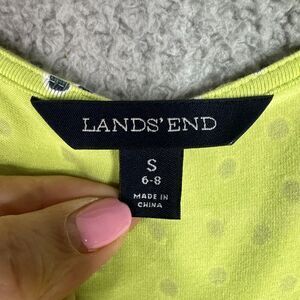 LANDS' END
S
6-8
MADE IN
CHINA